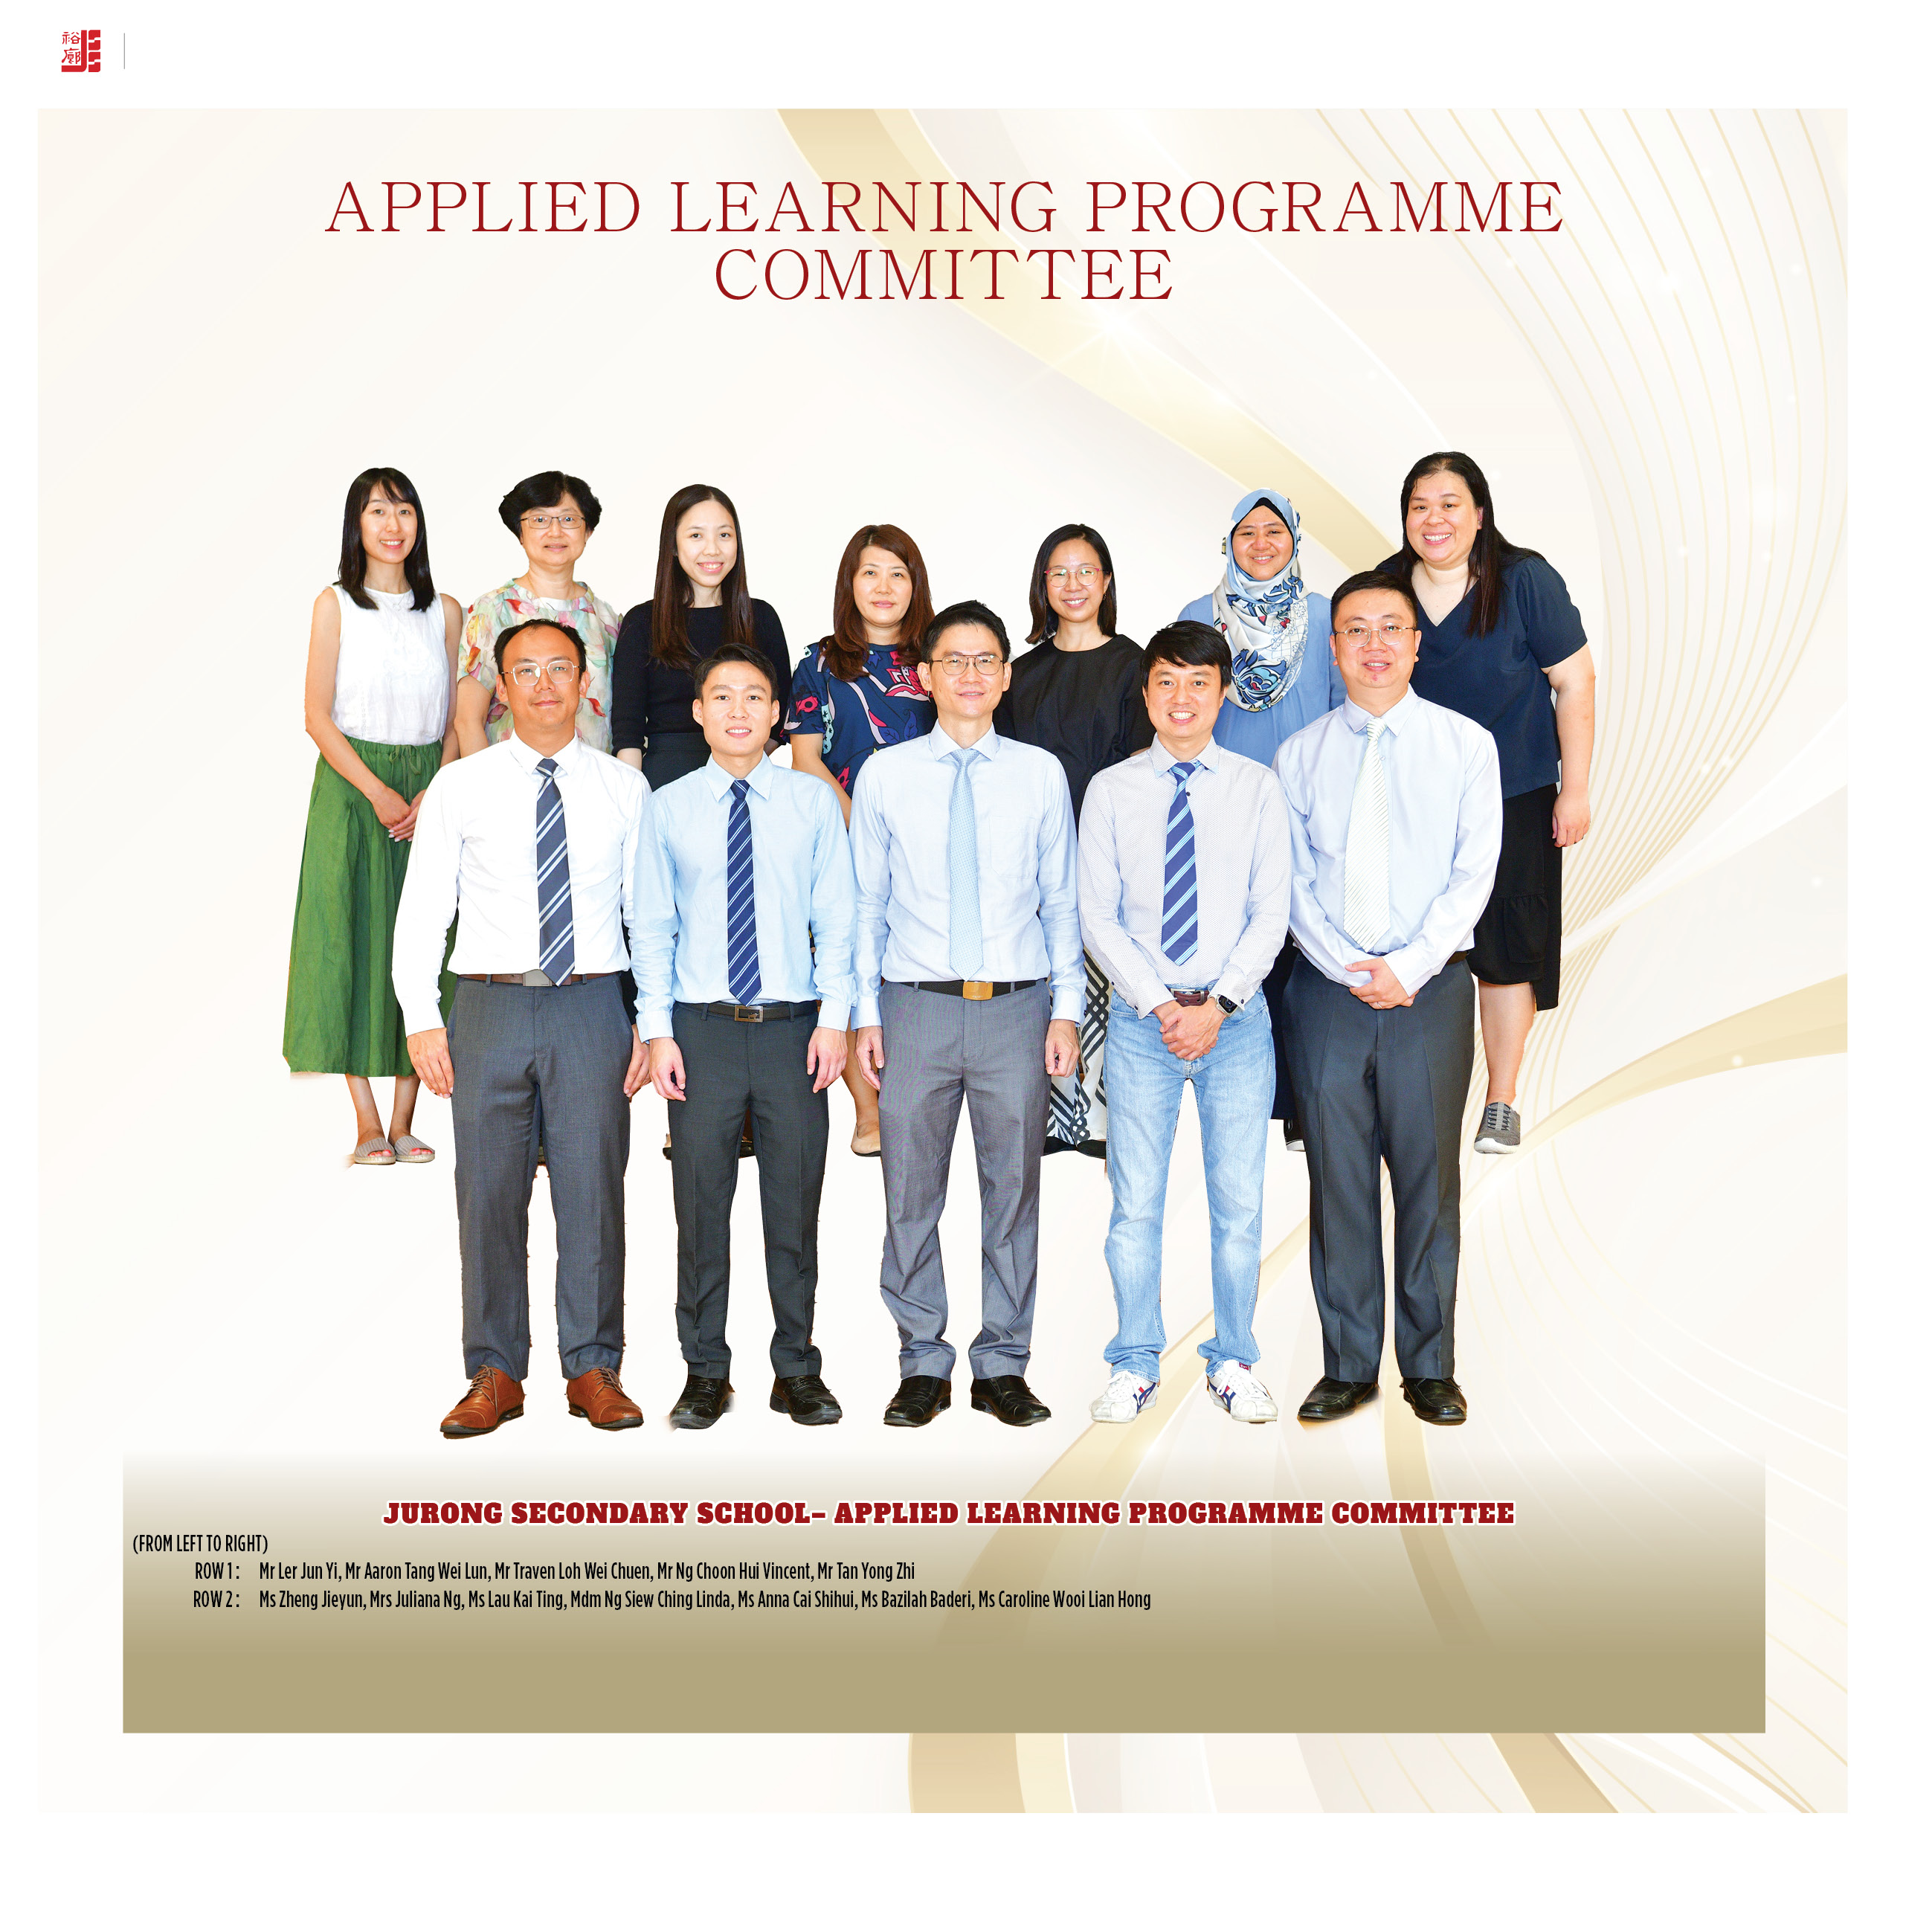 裕廊
APPLIED LEARNING PROGRAMME
COMMITTEE
JURONG SECONDARY SCHOOL– APPLIED LEARNING PROGRAMME COMMITTEE
(FROM LEFT TO RIGHT)
ROW 1 : Mr Ler Jun Yi, Mr Aaron Tang Wei Lun, Mr Traven Loh Wei Chuen, Mr Ng Choon Hui Vincent, Mr Tan Yong Zhi
ROW 2 : Ms Zheng Jieyun, Mrs Juliana Ng, Ms Lau Kai Ting, Mdm Ng Siew Ching Linda, Ms Anna Cai Shihui, Ms Bazilah Baderi, Ms Caroline Wooi Lian Hong